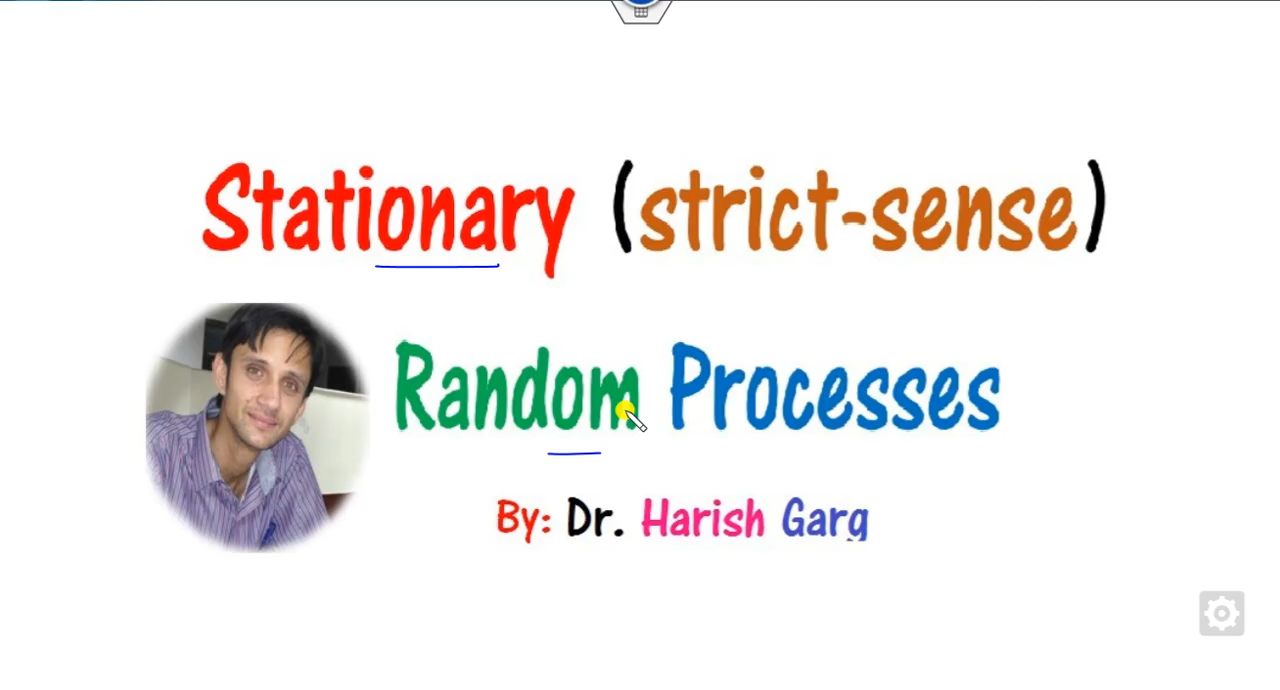 Stationary (strict-sense)
Random Processes
By: Dr. Harish Garg